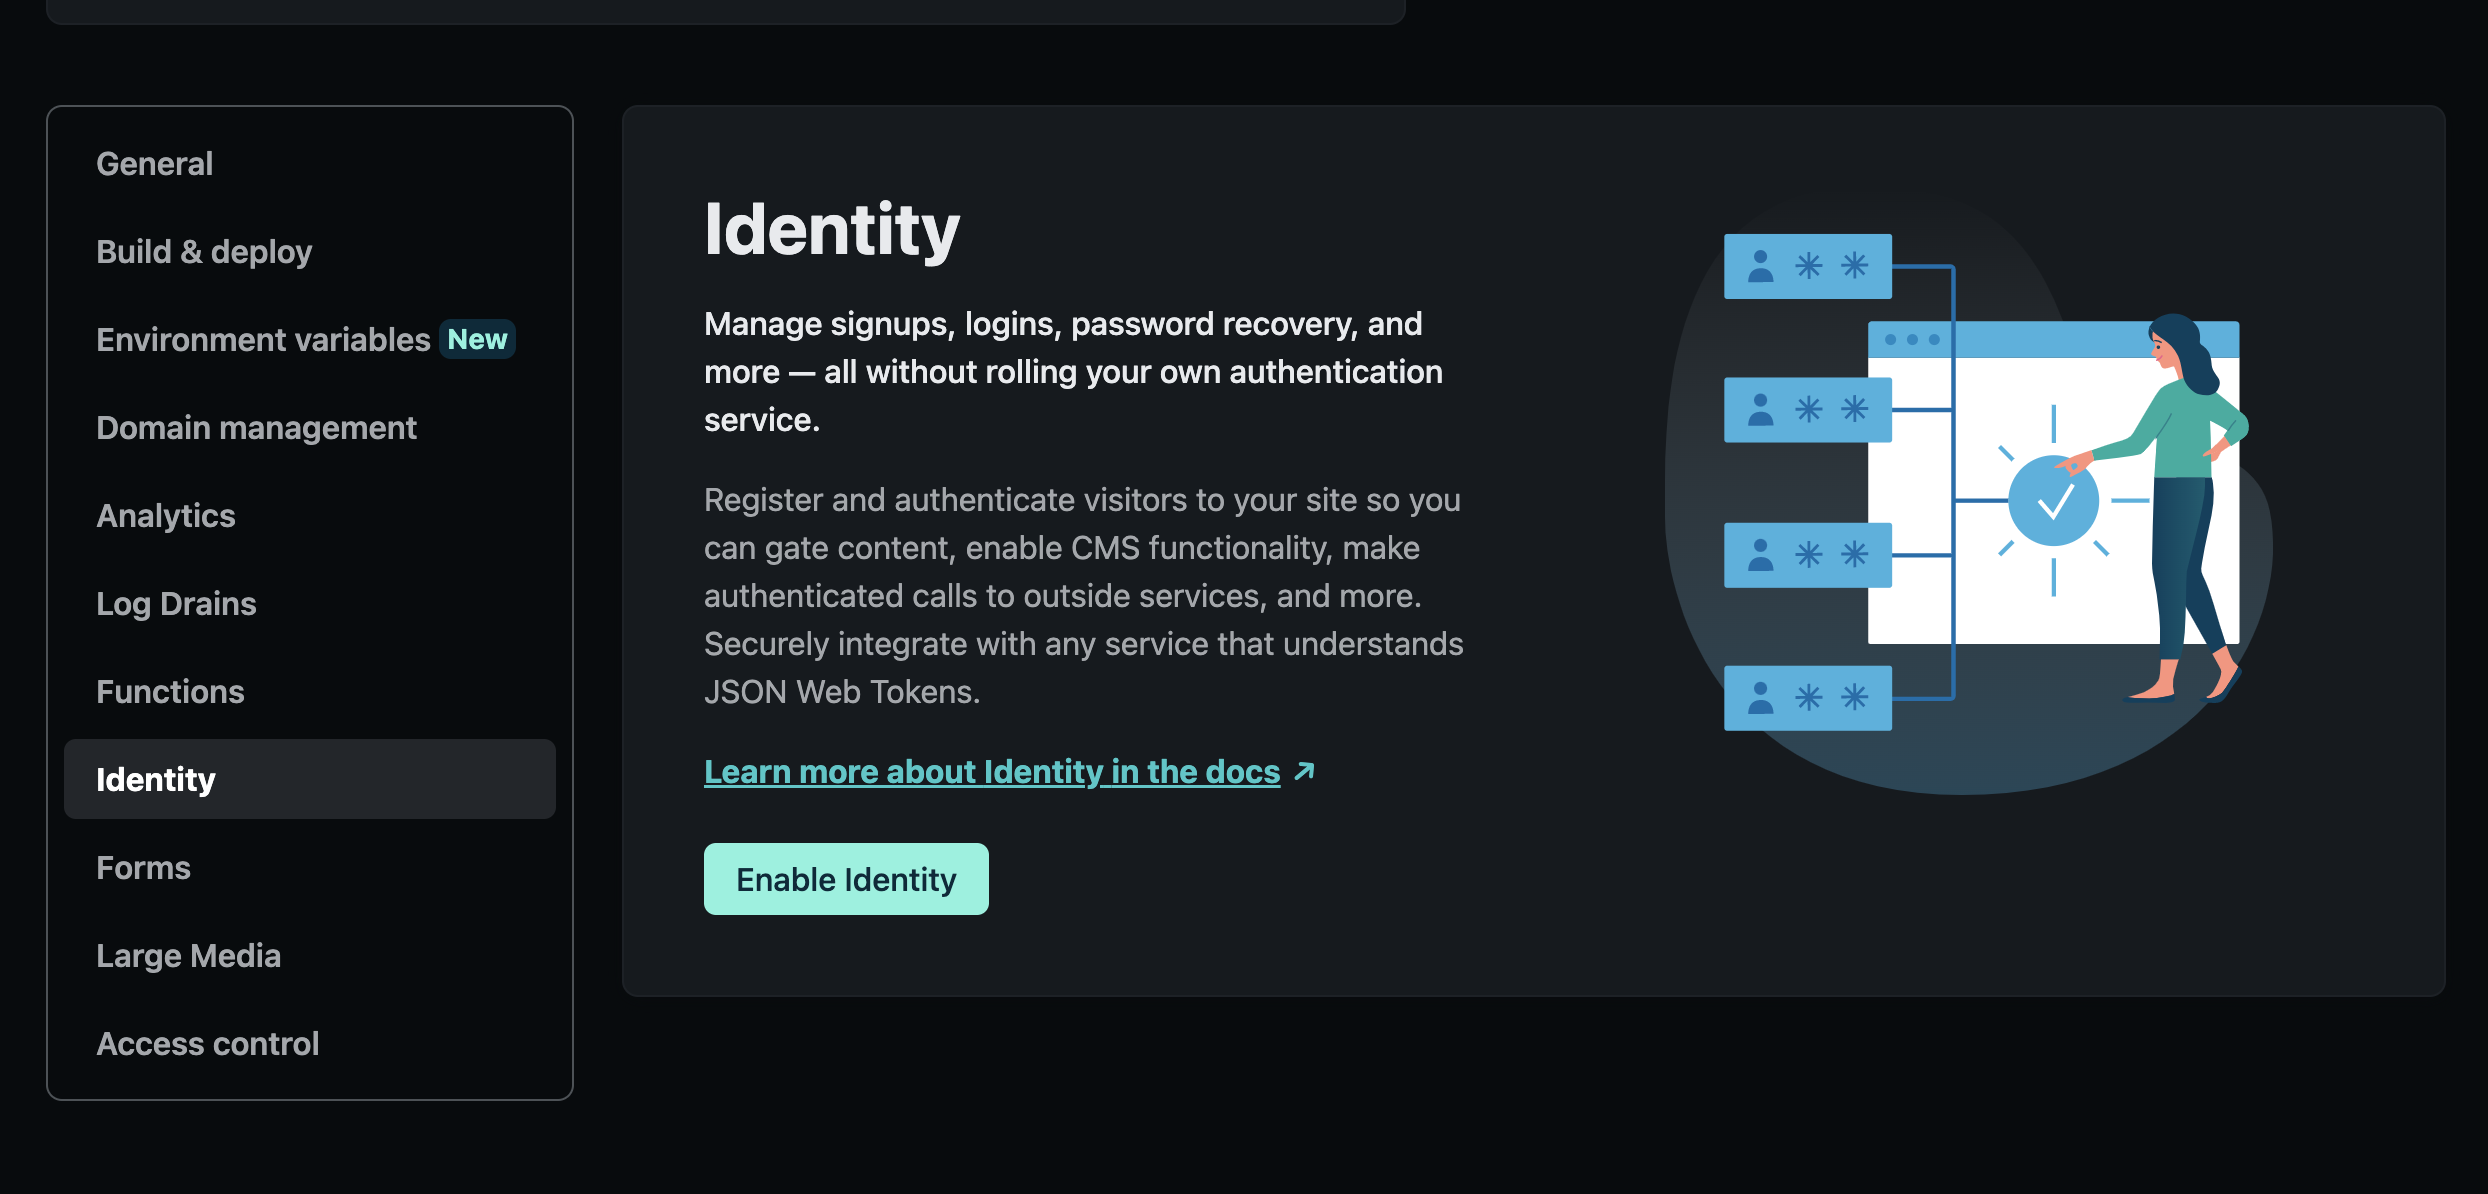 General
Build & deploy
Environment variables New
Domain management
Analytics
Log Drains
Functions
Identity
Forms
Large Media
Access control
Identity
Manage signups, logins, password recovery, and
more — all without rolling your own authentication
service.
Register and authenticate visitors to your site so you
can gate content, enable CMS functionality, make
authenticated calls to outside services, and more.
Securely integrate with any service that understands
JSON Web Tokens.
Learn more about Identity in the docs
Enable Identity